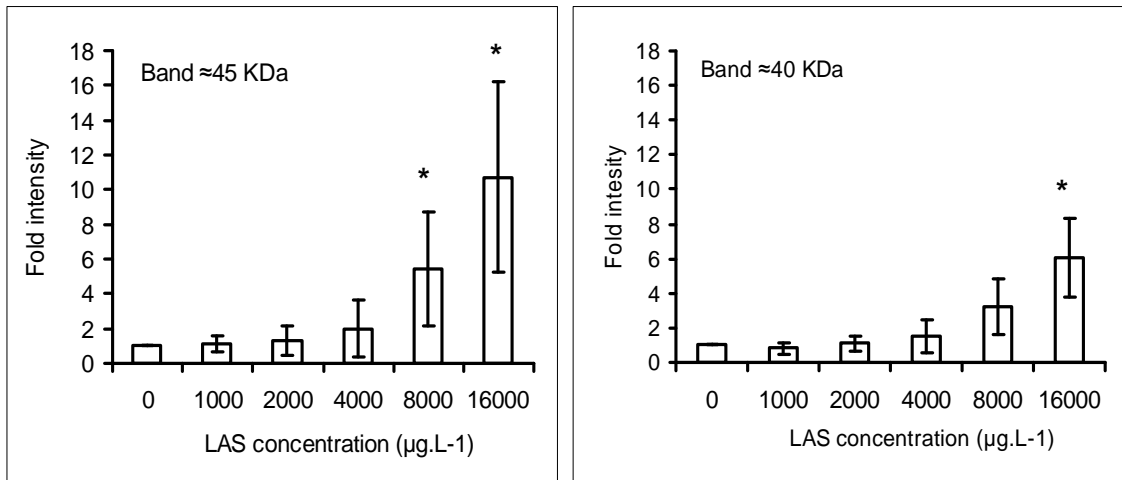 18
16
14
12
10
8
6
4
2
0
Fold intensity
Band ≈45 KDa
*
*
0 1000 2000 4000 8000 16000
LAS concentration (µg.L-1)
18
16
14
12
10
8
6
4
2
0
Fold intesity
Band ≈40 KDa
*
0 1000 2000 4000 8000 16000
LAS concentration (µg.L-1)